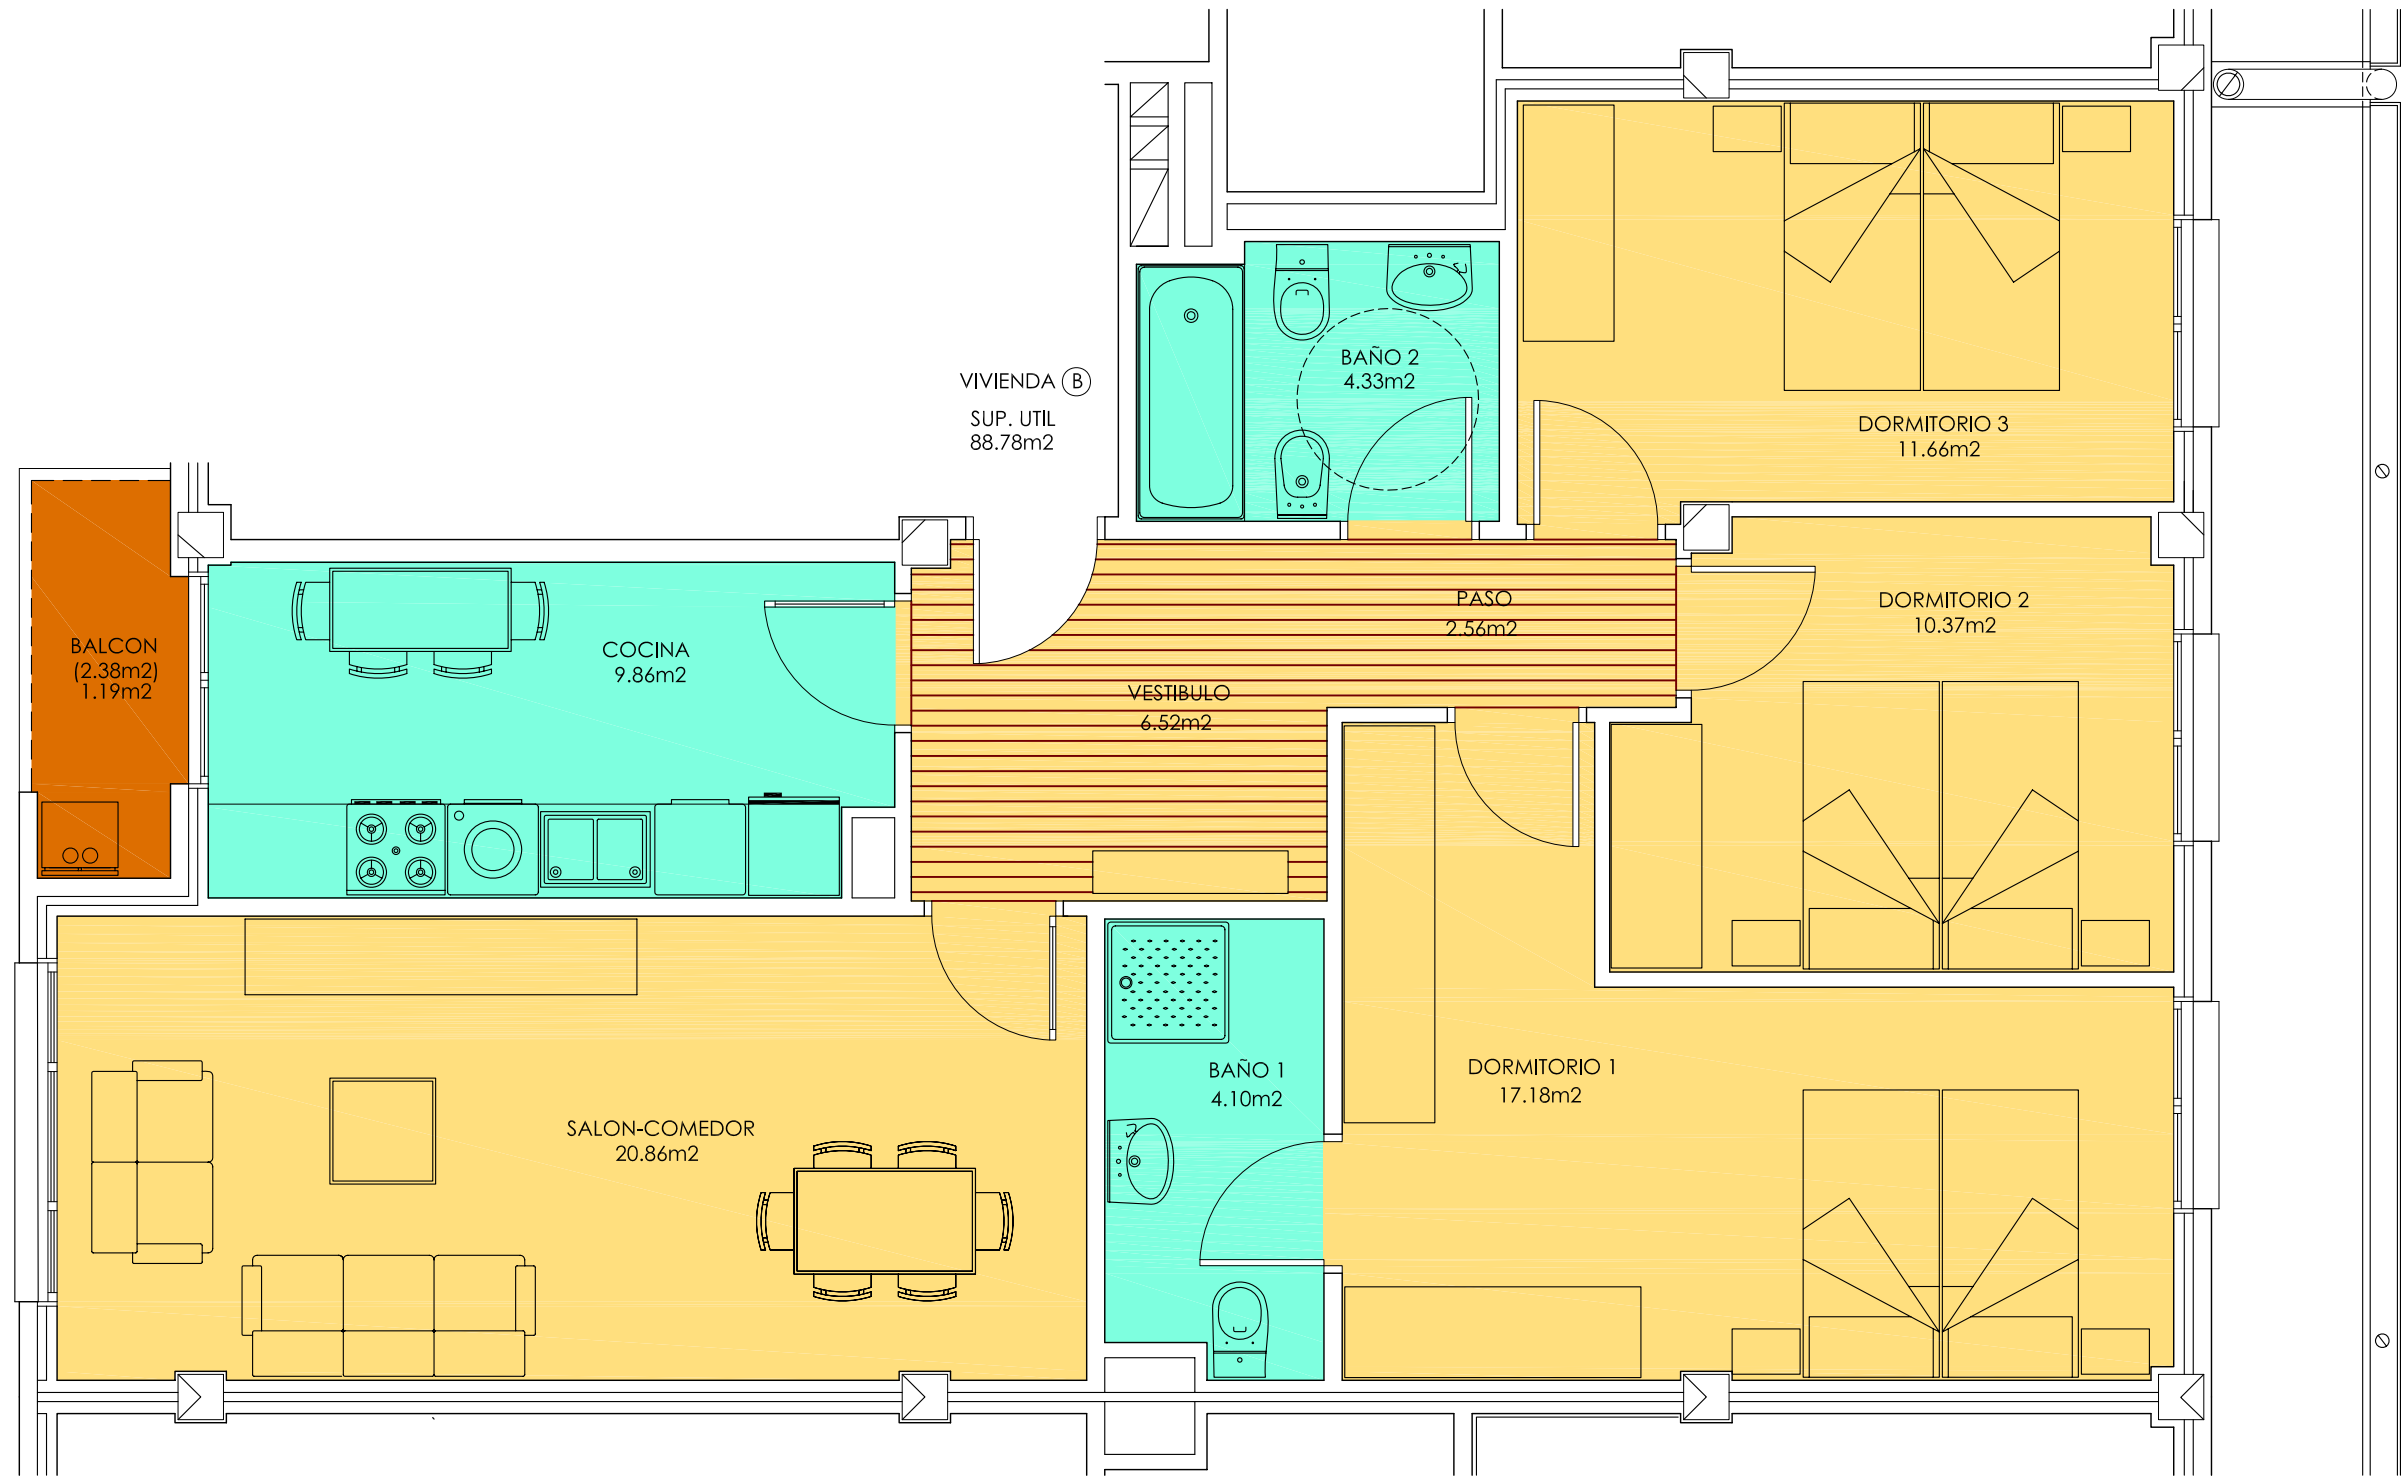 VIVIENDA B
SUP. UTIL
88.78m2
BAÑO 2
4.33m2
DORMITORIO 3
11.66m2
BALCON
(2.38m2)
1.19m2
COCINA
9.86m2
PASO
2.56m2
VESTIBULO
6.52m2
DORMITORIO 2
10.37m2
SALON-COMEDOR
20.86m2
BAÑO 1
4.10m2
DORMITORIO 1
17.18m2